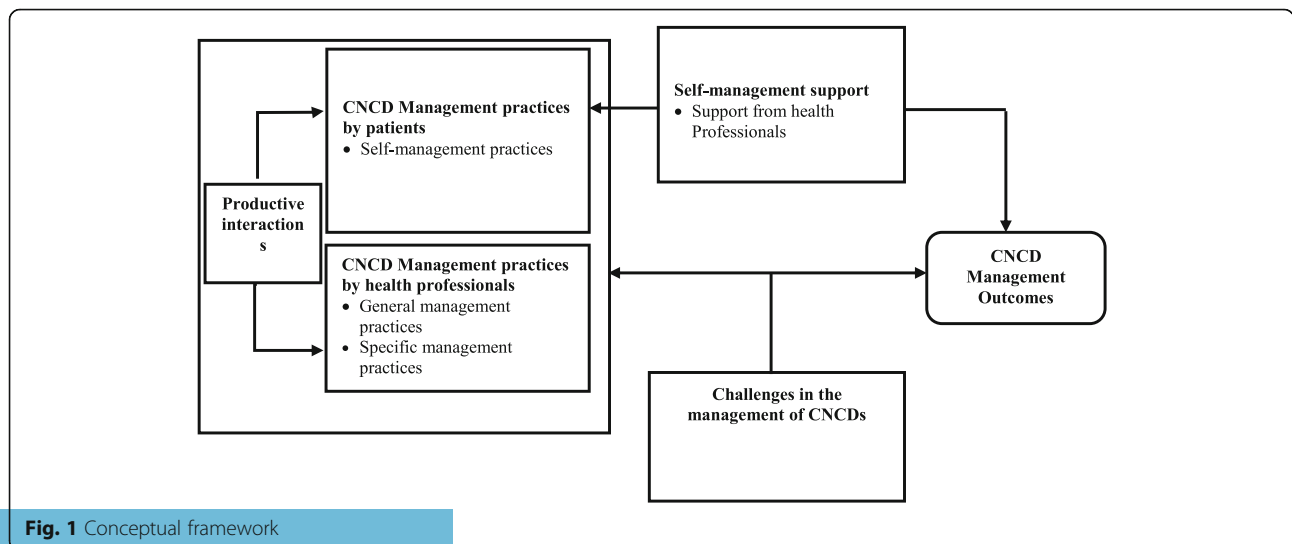 CNCD Management practices
by patients
• Self-management practices
Self-management support
• Support from health
Professionals
Productive
interaction
s
CNCD Management practices
by health professionals
• General management
practices
• Specific management
practices
CNCD
Management
Outcomes
Challenges in the
management of CNCDs
Fig. 1 Conceptual framework